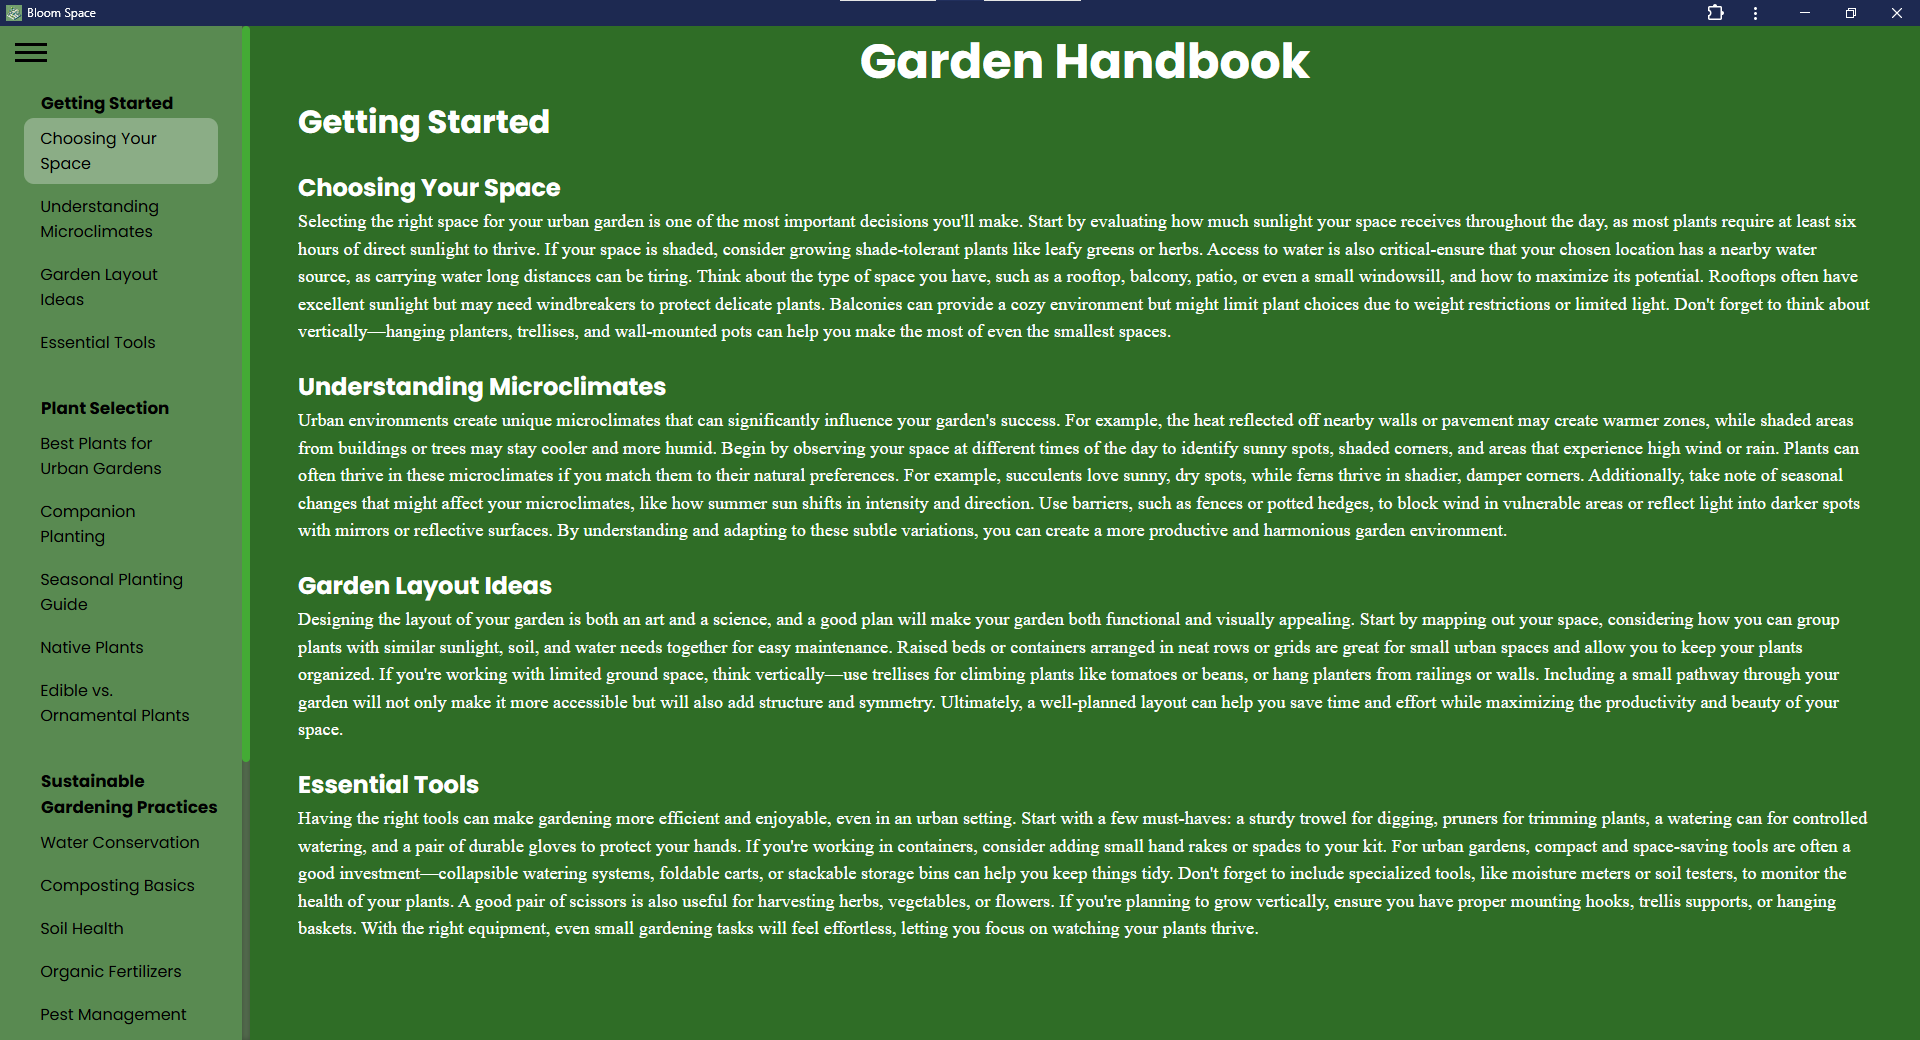 Bloom Space
Getting Started
Choosing Your
Space
Understanding
Microclimates
Garden Layout
Ideas
Essential Tools
Plant Selection
Best Plants for
Urban Gardens
Companion
Planting
Seasonal Planting
Guide
Native Plants
Edible vs.
Ornamental Plants
Sustainable
Gardening Practices
Water Conservation
Composting Basics
Soil Health
Organic Fertilizers
Pest Management
Garden Handbook
Getting Started
Choosing Your Space
Selecting the right space for your urban garden is one of the most important decisions you'll make. Start by evaluating how much sunlight your space receives throughout the day, as most plants require at least six
hours of direct sunlight to thrive. If your space is shaded, consider growing shade-tolerant plants like leafy greens or herbs. Access to water is also critical-ensure that your chosen location has a nearby water
source, as carrying water long distances can be tiring. Think about the type of space you have, such as a rooftop, balcony, patio, or even a small windowsill, and how to maximize its potential. Rooftops often have
excellent sunlight but may need windbreakers to protect delicate plants. Balconies can provide a cozy environment but might limit plant choices due to weight restrictions or limited light. Don't forget to think about
vertically—hanging planters, trellises, and wall-mounted pots can help you make the most of even the smallest spaces.
Understanding Microclimates
Urban environments create unique microclimates that can significantly influence your garden's success. For example, the heat reflected off nearby walls or pavement may create warmer zones, while shaded areas
from buildings or trees may stay cooler and more humid. Begin by observing your space at different times of the day to identify sunny spots, shaded corners, and areas that experience high wind or rain. Plants can
often thrive in these microclimates if you match them to their natural preferences. For example, succulents love sunny, dry spots, while ferns thrive in shadier, damper corners. Additionally, take note of seasonal
changes that might affect your microclimates, like how summer sun shifts in intensity and direction. Use barriers, such as fences or potted hedges, to block wind in vulnerable areas or reflect light into darker spots
with mirrors or reflective surfaces. By understanding and adapting to these subtle variations, you can create a more productive and harmonious garden environment.
Garden Layout Ideas
Designing the layout of your garden is both an art and a science, and a good plan will make your garden both functional and visually appealing. Start by mapping out your space, considering how you can group
plants with similar sunlight, soil, and water needs together for easy maintenance. Raised beds or containers arranged in neat rows or grids are great for small urban spaces and allow you to keep your plants
organized. If you're working with limited ground space, think vertically—use trellises for climbing plants like tomatoes or beans, or hang planters from railings or walls. Including a small pathway through your
garden will not only make it more accessible but will also add structure and symmetry. Ultimately, a well-planned layout can help you save time and effort while maximizing the productivity and beauty of your
space.
Essential Tools
Having the right tools can make gardening more efficient and enjoyable, even in an urban setting. Start with a few must-haves: a sturdy trowel for digging, pruners for trimming plants, a watering can for controlled
watering, and a pair of durable gloves to protect your hands. If you're working in containers, consider adding small hand rakes or spades to your kit. For urban gardens, compact and space-saving tools are often a
good investment—collapsible watering systems, foldable carts, or stackable storage bins can help you keep things tidy. Don't forget to include specialized tools, like moisture meters or soil testers, to monitor the
health of your plants. A good pair of scissors is also useful for harvesting herbs, vegetables, or flowers. If you're planning to grow vertically, ensure you have proper mounting hooks, trellis supports, or hanging
baskets. With the right equipment, even small gardening tasks will feel effortless, letting you focus on watching your plants thrive.